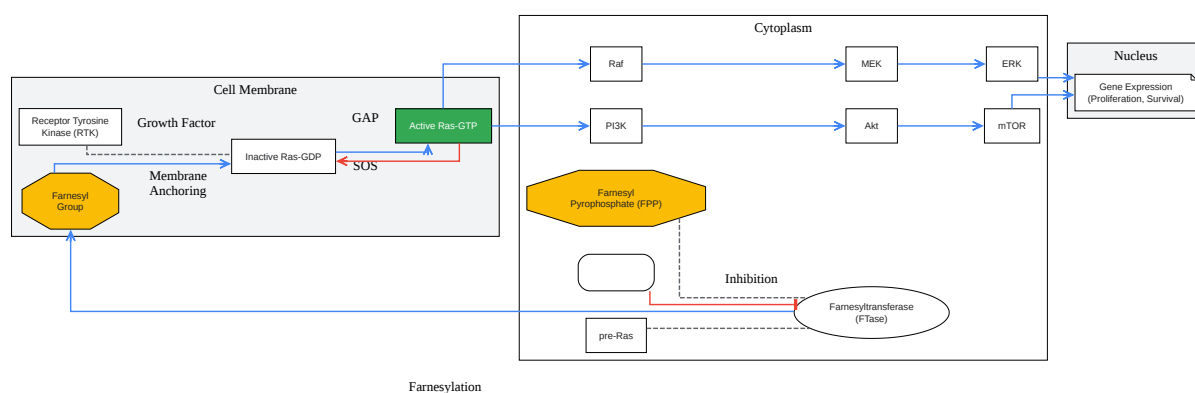 Cytoplasm
Nucleus
Cell Membrane
Raf
MEK
ERK
Gene Expression
(Proliferation, Survival)
Receptor Tyrosine
Kinase (RTK)
Growth Factor
GAP
Active Ras-GTP
PI3K
Akt
mTOR
Inactive Ras-GDP
SOS
Membrane
Anchoring
Farnesyl
Group
Farnesyl
Pyrophosphate (FPP)
Inhibition
Farnesyltransferase
(FTase)
pre-Ras
Farnesylation